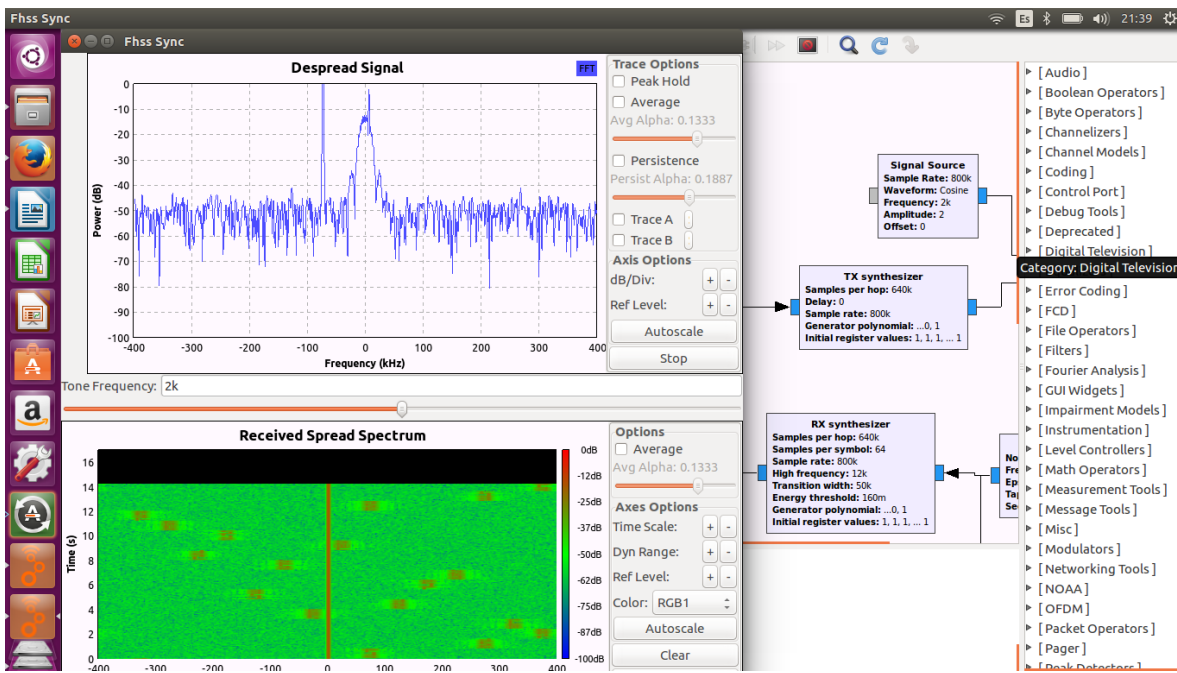 Fhss Sync
Es
21:39
Fhss Sync
Despread Signal
FFT
Power (dB)
0
-10
-20
-30
-40
-50
-60
-70
-80
-90
-100
-400 -300 -200 -100 0 100 200 300 400
Frequency (kHz)
Trace Options
Peak Hold
Average
Avg Alpha: 0.1333
Persistence
Persist Alpha: 0.1887
Trace A
Trace B
Axis Options
dB/Div: + -
Ref Level: + -
Autoscale
Stop
Tone Frequency: 2k
Received Spread Spectrum
Time (s)
16
14
12
10
8
6
4
2
0
-400 -300 -200 -100 0 100 200 300 400
0dB
-12dB
-25dB
-37dB
-50dB
-62dB
-75dB
-87dB
-100dB
Options
Average
Avg Alpha: 0.1333
Axes Options
Time Scale: + -
Dyn Range: + -
Ref Level: + -
Color: RGB1
Autoscale
Clear
Signal Source
Sample Rate: 800k
Waveform: Cosine
Frequency: 2k
Amplitude: 2
Offset: 0
TX synthesizer
Samples per hop: 640k
Delay: 0
Sample rate: 800k
Generator polynomial: ...0, 1
Initial register values: 1, 1, 1, ... 1
RX synthesizer
Samples per hop: 640k
Samples per symbol: 64
Sample rate: 800k
High frequency: 12k
Transition width: 50k
Energy threshold: 160m
Generator polynomial: ...0, 1
Initial register values: 1, 1, 1, ... 1
No
Fre
Ep
Ta
See
[ Audio ]
[ Boolean Operators ]
[ Byte Operators ]
[ Channelizers ]
[ Channel Models ]
[ Coding ]
[ Control Port ]
[ Debug Tools ]
[ Deprecated ]
[ Digital Television ]
Category: Digital Television
[ Error Coding ]
[ FCD ]
[ File Operators ]
[ Filters ]
[ Fourier Analysis ]
[ GUI Widgets ]
[ Impairment Models ]
[ Instrumentation ]
[ Level Controllers ]
[ Math Operators ]
[ Measurement Tools ]
[ Message Tools ]
[ Misc ]
[ Modulators ]
[ Networking Tools ]
[ NOAA ]
[ OFDM ]
[ Packet Operators ]
[ Pager ]
[ Peak Detectors ]